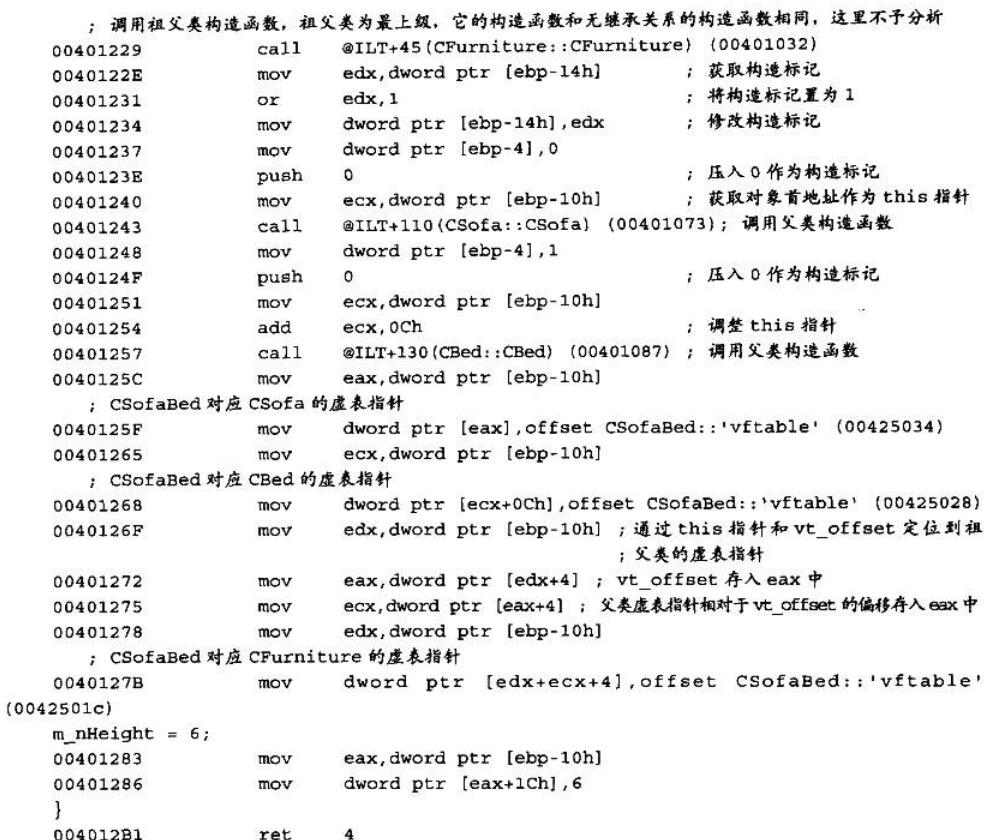 ; 调用祖父类构造函数，祖父类为最上级，它的构造函数和无继承关系的构造函数相同，这里不予分析
00401229 call @ILT+45(CFurniture::CFurniture) (00401032)
0040122E mov edx,dword ptr [ebp-14h] ; 获取构造标记
00401231 or edx,1 ; 将构造标记置为 1
00401234 mov dword ptr [ebp-14h],edx ; 修改构造标记
00401237 mov dword ptr [ebp-4],0
0040123E push 0 ; 压入 0 作为构造标记
00401240 mov ecx,dword ptr [ebp-10h] ; 获取对象首地址作为 this 指针
00401243 call @ILT+110(CSofa::CSofa) (00401073); 调用父类构造函数
00401248 mov dword ptr [ebp-4],1
0040124F push 0 ; 压入 0 作为构造标记
00401251 mov ecx,dword ptr [ebp-10h]
00401254 add ecx,0Ch ; 调整 this 指针
00401257 call @ILT+130(CBed::CBed) (00401087) ; 调用父类构造函数
0040125C mov eax,dword ptr [ebp-10h]
; CSofaBed 对应 CSofa 的虚表指针
0040125F mov dword ptr [eax],offset CSofaBed::'vftable' (00425034)
00401265 mov ecx,dword ptr [ebp-10h]
; CSofaBed 对应 CBed 的虚表指针
00401268 mov dword ptr [ecx+0Ch],offset CSofaBed::'vftable' (00425028)
0040126F mov edx,dword ptr [ebp-10h] ; 通过 this 指针和 vt_offset 定位到祖
; 父类的虚表指针
00401272 mov eax,dword ptr [edx+4] ; vt_offset 存入 eax 中
00401275 mov ecx,dword ptr [eax+4] ; 父类虚表指针相对于 vt_offset 的偏移存入 eax 中
00401278 mov edx,dword ptr [ebp-10h]
; CSofaBed 对应 CFurniture 的虚表指针
0040127B mov dword ptr [edx+ecx+4],offset CSofaBed::'vftable'
(0042501c)
m_nHeight = 6;
00401283 mov eax,dword ptr [ebp-10h]
00401286 mov dword ptr [eax+1Ch],6
}
004012B1 ret 4